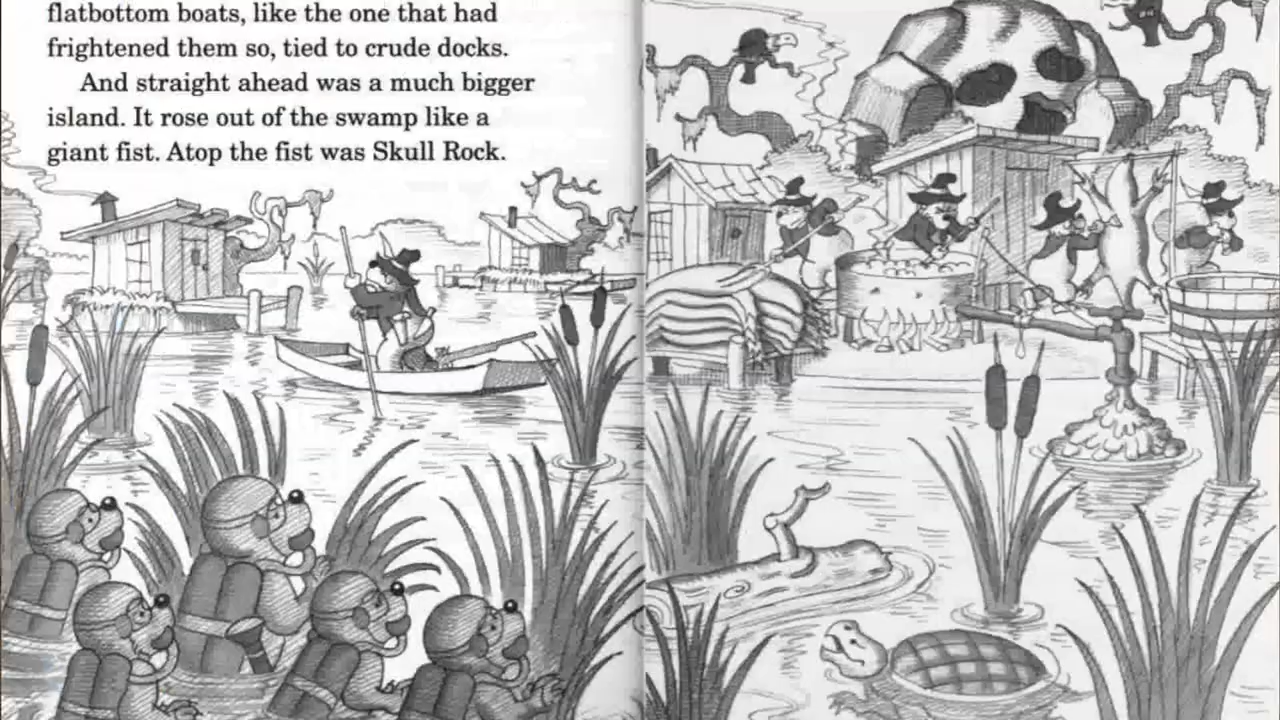 flatbottom boats, like the one that had
frightened them so, tied to crude docks.
And straight ahead was a much bigger
island. It rose out of the swamp like a
giant fist. Atop the fist was Skull Rock.